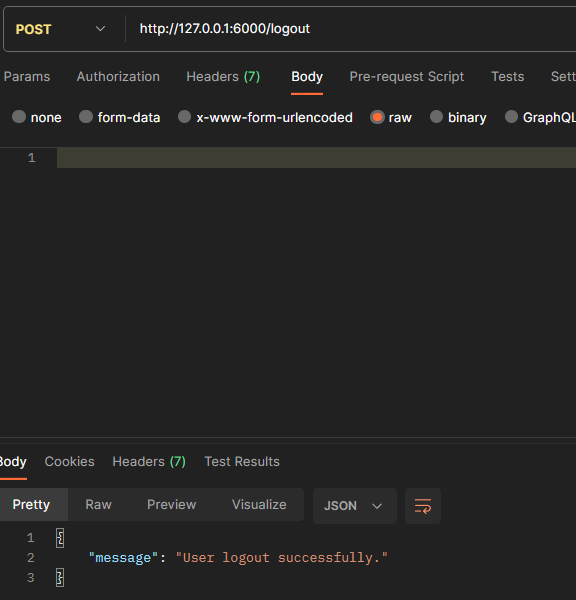 POST http://127.0.0.1:6000/logout
Params Authorization Headers (7) Body Pre-request Script Tests Sett
none form-data x-www-form-urlencoded raw binary GraphQL
1
Body Cookies Headers (7) Test Results
Pretty Raw Preview Visualize JSON
1 {
2 "message": "User logout successfully."
3 }